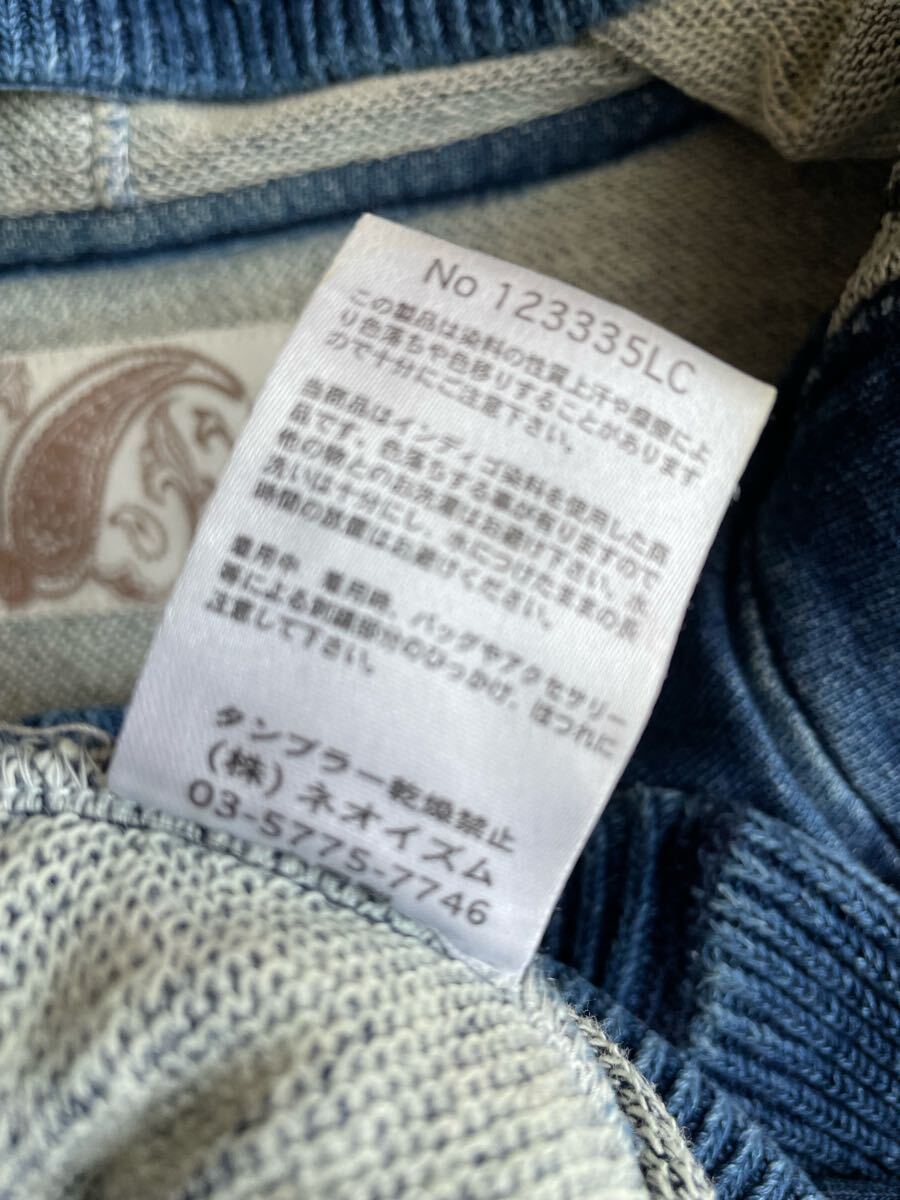 No 123335LC
この製品は染料の性質上汗や摩擦によ
り色落ちや色移りすることがあります
ので十分にご注意下さい。
当商品はインディゴ染料を使用した商
品です。色落ちする事が有りますので
他の物とのお洗濯はお避け下さい。水
洗いは十分にし、水につけたままの長
時間の放置はお避けください。
着用中、着用時、バッグやアクセサリー
等による刺繍部分のひっかけ、ほつれに
注意して下さい。
タンブラー乾燥禁止
(株)ネオイズム
03-5775-7746